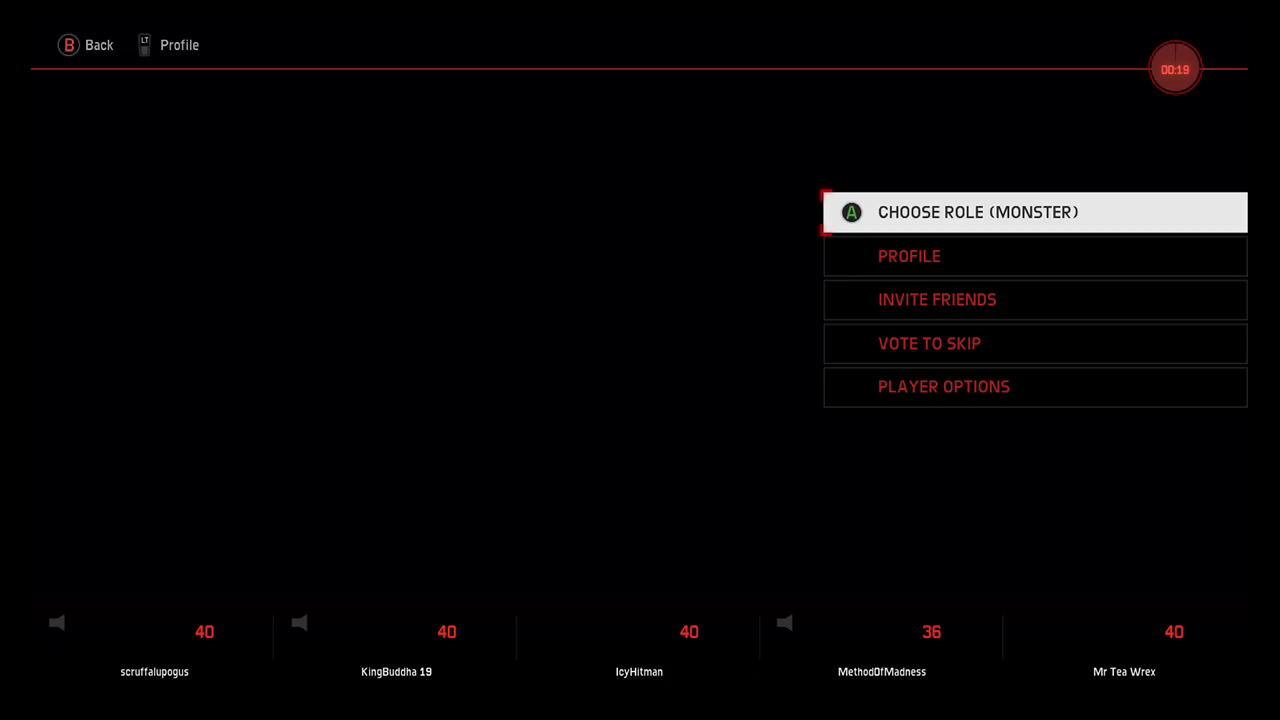 B Back LT Profile
00:19
A CHOOSE ROLE (MONSTER)
PROFILE
INVITE FRIENDS
VOTE TO SKIP
PLAYER OPTIONS
40 40 40 36 40
scruffalupogus KingBuddha 19 IcyHitman MethodOfMadness Mr Tea Wrex